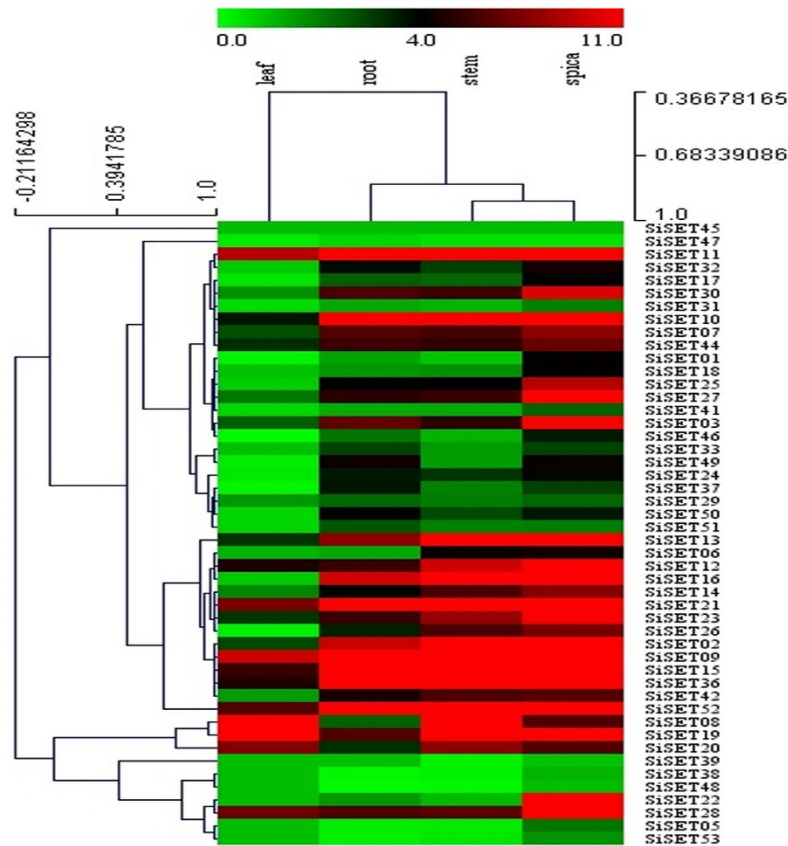 0.0 4.0 11.0
leaf root stem spica
0.36678165
0.68339086
1.0
-0.21164298
0.3941785
1.0
SiSET45
SiSET47
SiSET11
SiSET32
SiSET17
SiSET30
SiSET31
SiSET10
SiSET07
SiSET44
SiSET01
SiSET18
SiSET25
SiSET27
SiSET41
SiSET03
SiSET46
SiSET33
SiSET49
SiSET24
SiSET37
SiSET29
SiSET50
SiSET51
SiSET13
SiSET06
SiSET12
SiSET16
SiSET14
SiSET21
SiSET23
SiSET26
SiSET02
SiSET09
SiSET15
SiSET36
SiSET42
SiSET52
SiSET08
SiSET19
SiSET20
SiSET39
SiSET38
SiSET48
SiSET22
SiSET28
SiSET05
SiSET53